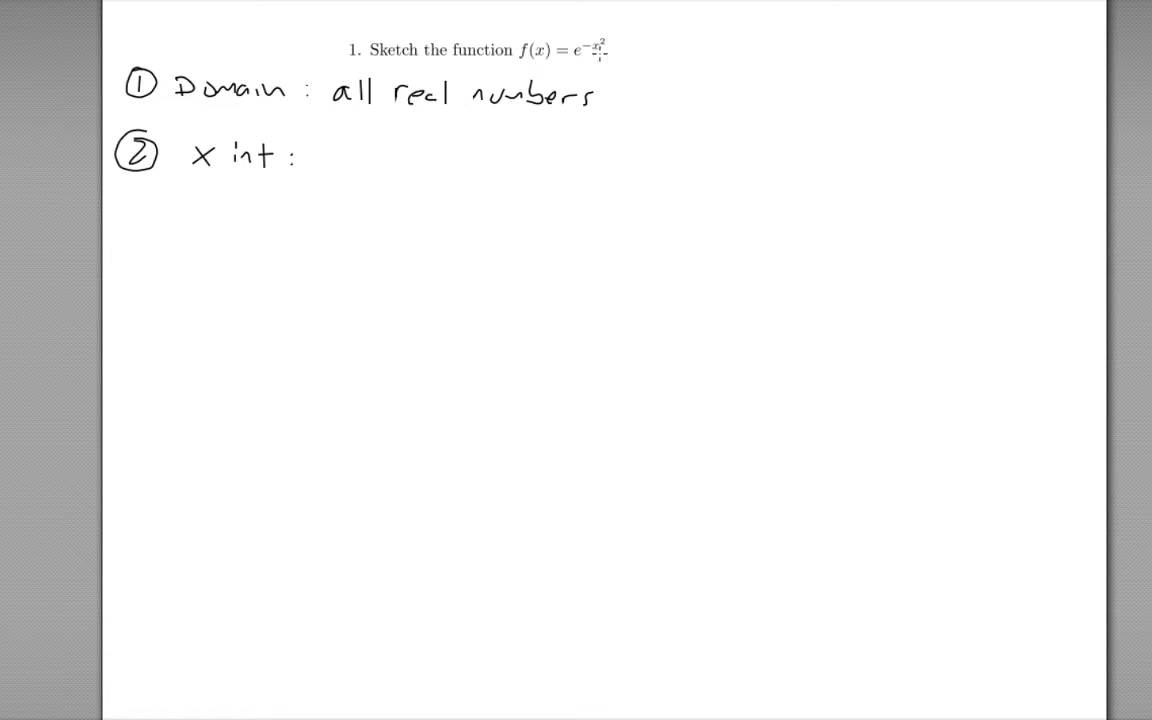 1. Sketch the function f(x) = e^{-x^2}
① Domain : all real numbers
② x int :